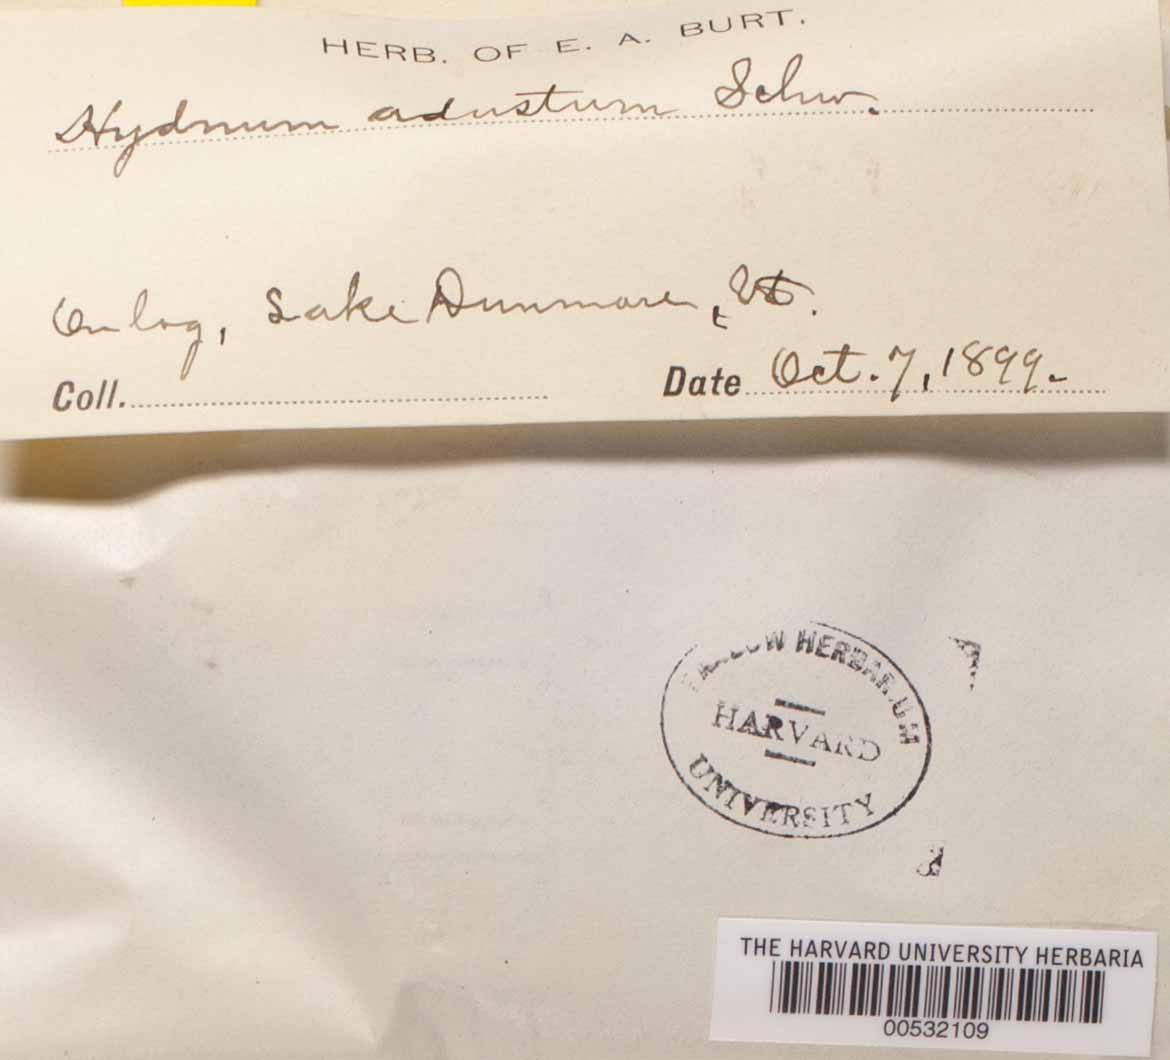 HERB. OF E. A. BURT.
Hydnum adustum Schw.
On log, Lake Dunmore, Vt.
Coll. Date Oct. 7, 1899.
FARLOW HERBARIUM
HARVARD
UNIVERSITY
THE HARVARD UNIVERSITY HERBARIA
00532109